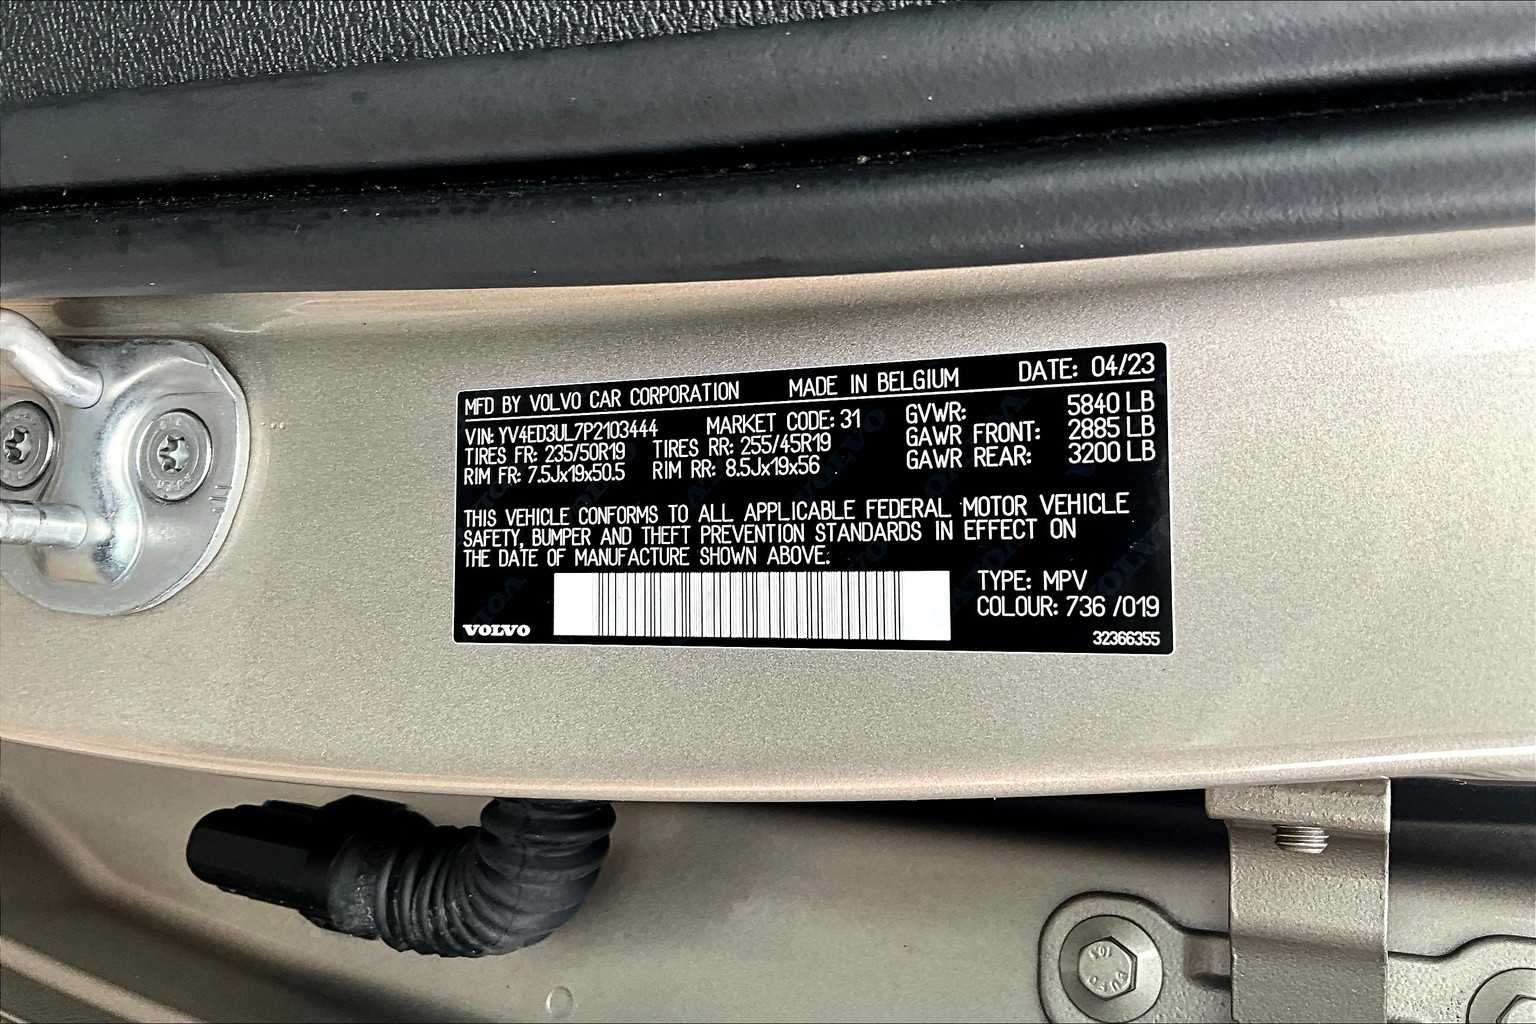 MFD BY VOLVO CAR CORPORATION MADE IN BELGIUM DATE: 04/23
VIN: YV4ED3UL7P2103444 MARKET CODE: 31 GVWR: 5840 LB
TIRES FR: 235/50R19 TIRES RR: 255/45R19 GAWR FRONT: 2885 LB
RIM FR: 7.5Jx19x50.5 RIM RR: 8.5Jx19x56 GAWR REAR: 3200 LB
THIS VEHICLE CONFORMS TO ALL APPLICABLE FEDERAL MOTOR VEHICLE
SAFETY, BUMPER AND THEFT PREVENTION STANDARDS IN EFFECT ON
THE DATE OF MANUFACTURE SHOWN ABOVE.
TYPE: MPV
COLOUR: 736 /019
VOLVO
32366355